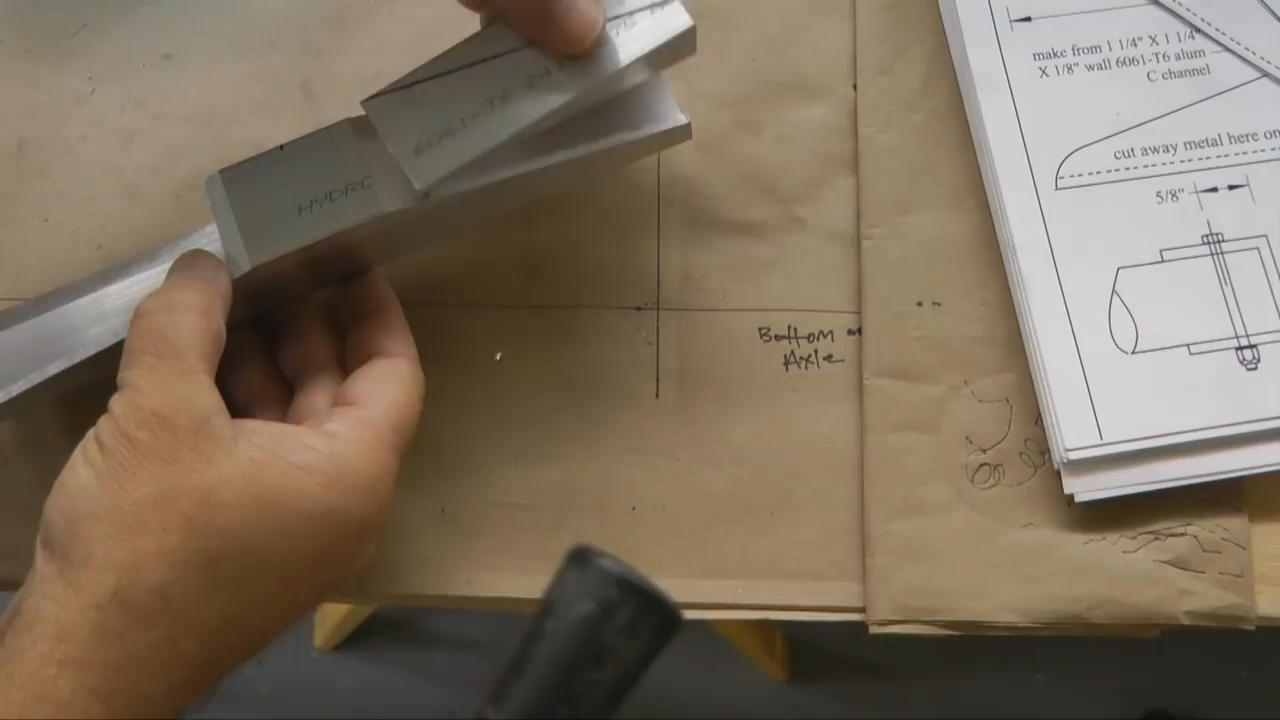 6061-T6
HYDRO
Bottom
Axle
make from 1 1/4" X 1 1/4"
X 1/8" wall 6061-T6 alum
C channel
cut away metal here on
5/8"